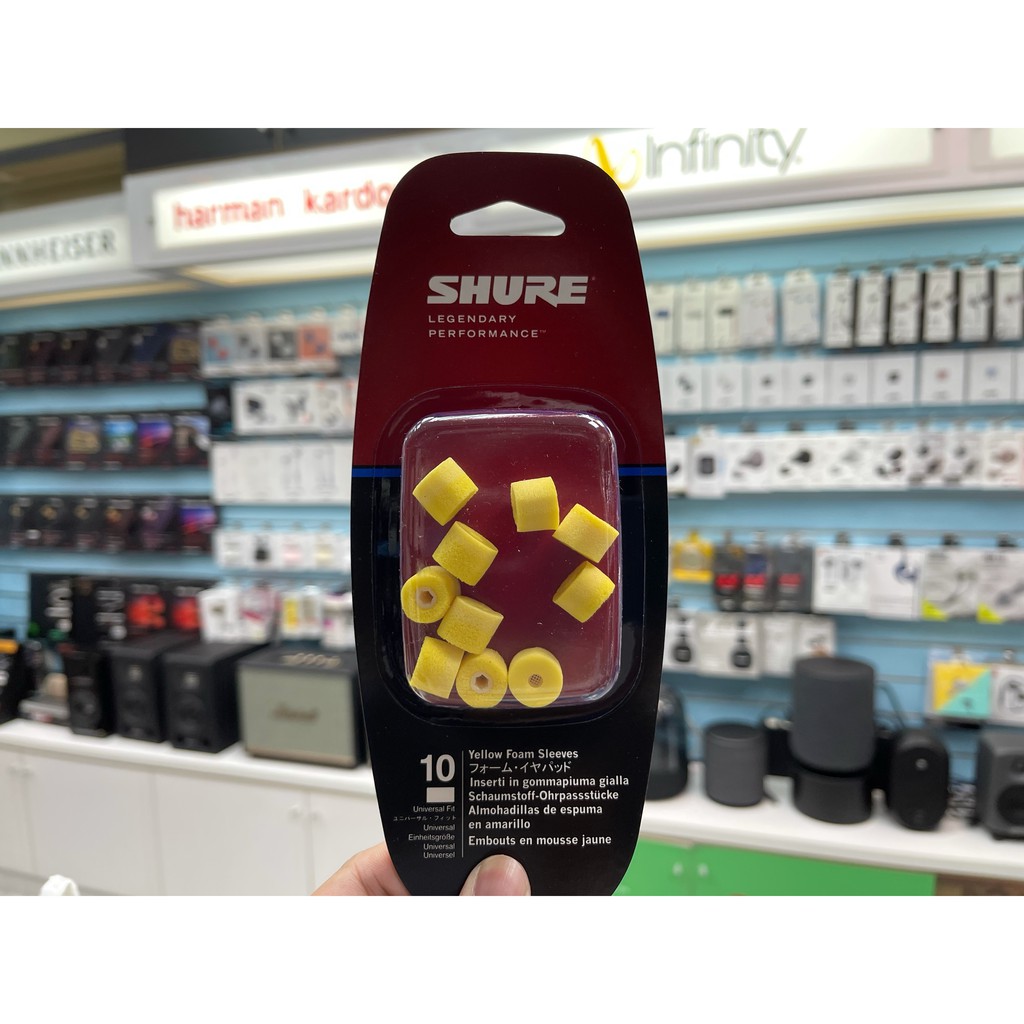 harman kardo
Infinity
NNHEISER
SHURE
LEGENDARY
PERFORMANCE™
10
Universal Fit
ユニバーサル・フィット
Universal
Einheitsgröße
Universal
Universel
Yellow Foam Sleeves
フォーム・イヤパッド
Inserti in gommapiuma gialla
Schaumstoff-Ohrpassstücke
Almohadillas de espuma
en amarillo
Embouts en mousse jaune